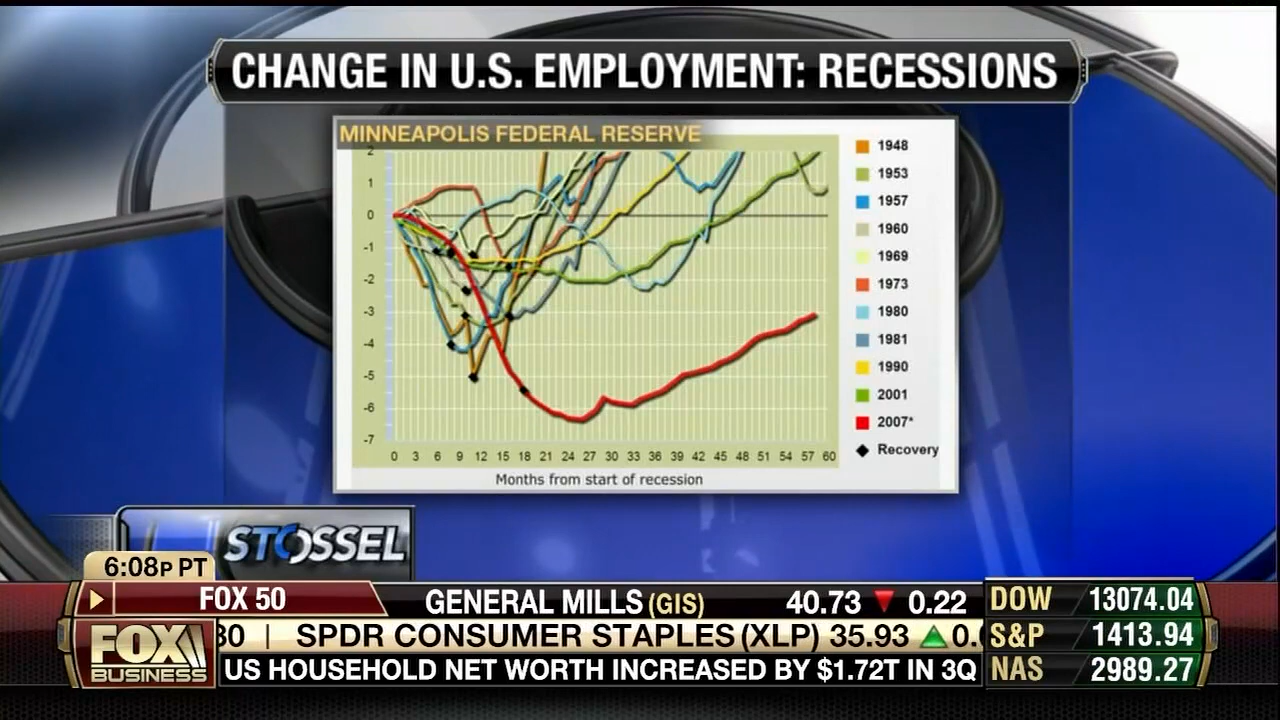 CHANGE IN U.S. EMPLOYMENT: RECESSIONS
MINNEAPOLIS FEDERAL RESERVE
2
1
0
-1
-2
-3
-4
-5
-6
-7
0 3 6 9 12 15 18 21 24 27 30 33 36 39 42 45 48 51 54 57 60
Months from start of recession
1948
1953
1957
1960
1969
1973
1980
1981
1990
2001
2007*
Recovery
STOSSEL
6:08P PT
FOX 50
GENERAL MILLS (GIS) 40.73 0.22
30 | SPDR CONSUMER STAPLES (XLP) 35.93 0.
US HOUSEHOLD NET WORTH INCREASED BY $1.72T IN 3Q
FOX
BUSINESS
DOW 13074.04
S&P 1413.94
NAS 2989.27